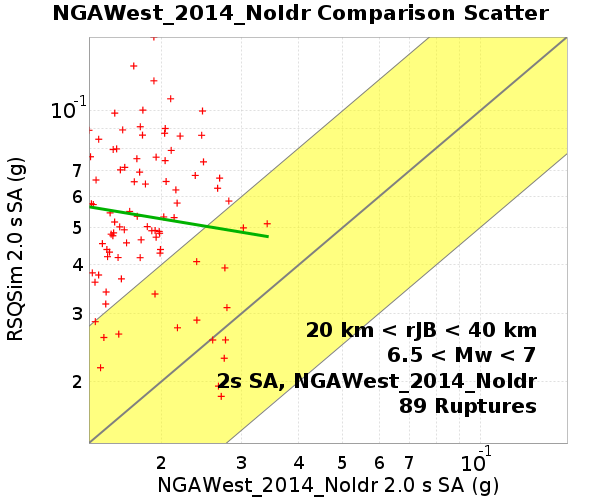 NGAWest_2014_NoIdr Comparison Scatter
RSQSim 2.0 s SA (g)
10-1
7
6
5
4
3
2
20 km < rJB < 40 km
6.5 < Mw < 7
2s SA, NGAWest_2014_NoIdr
89 Ruptures
2 3 4 5 6 7 10-1
NGAWest_2014_NoIdr 2.0 s SA (g)